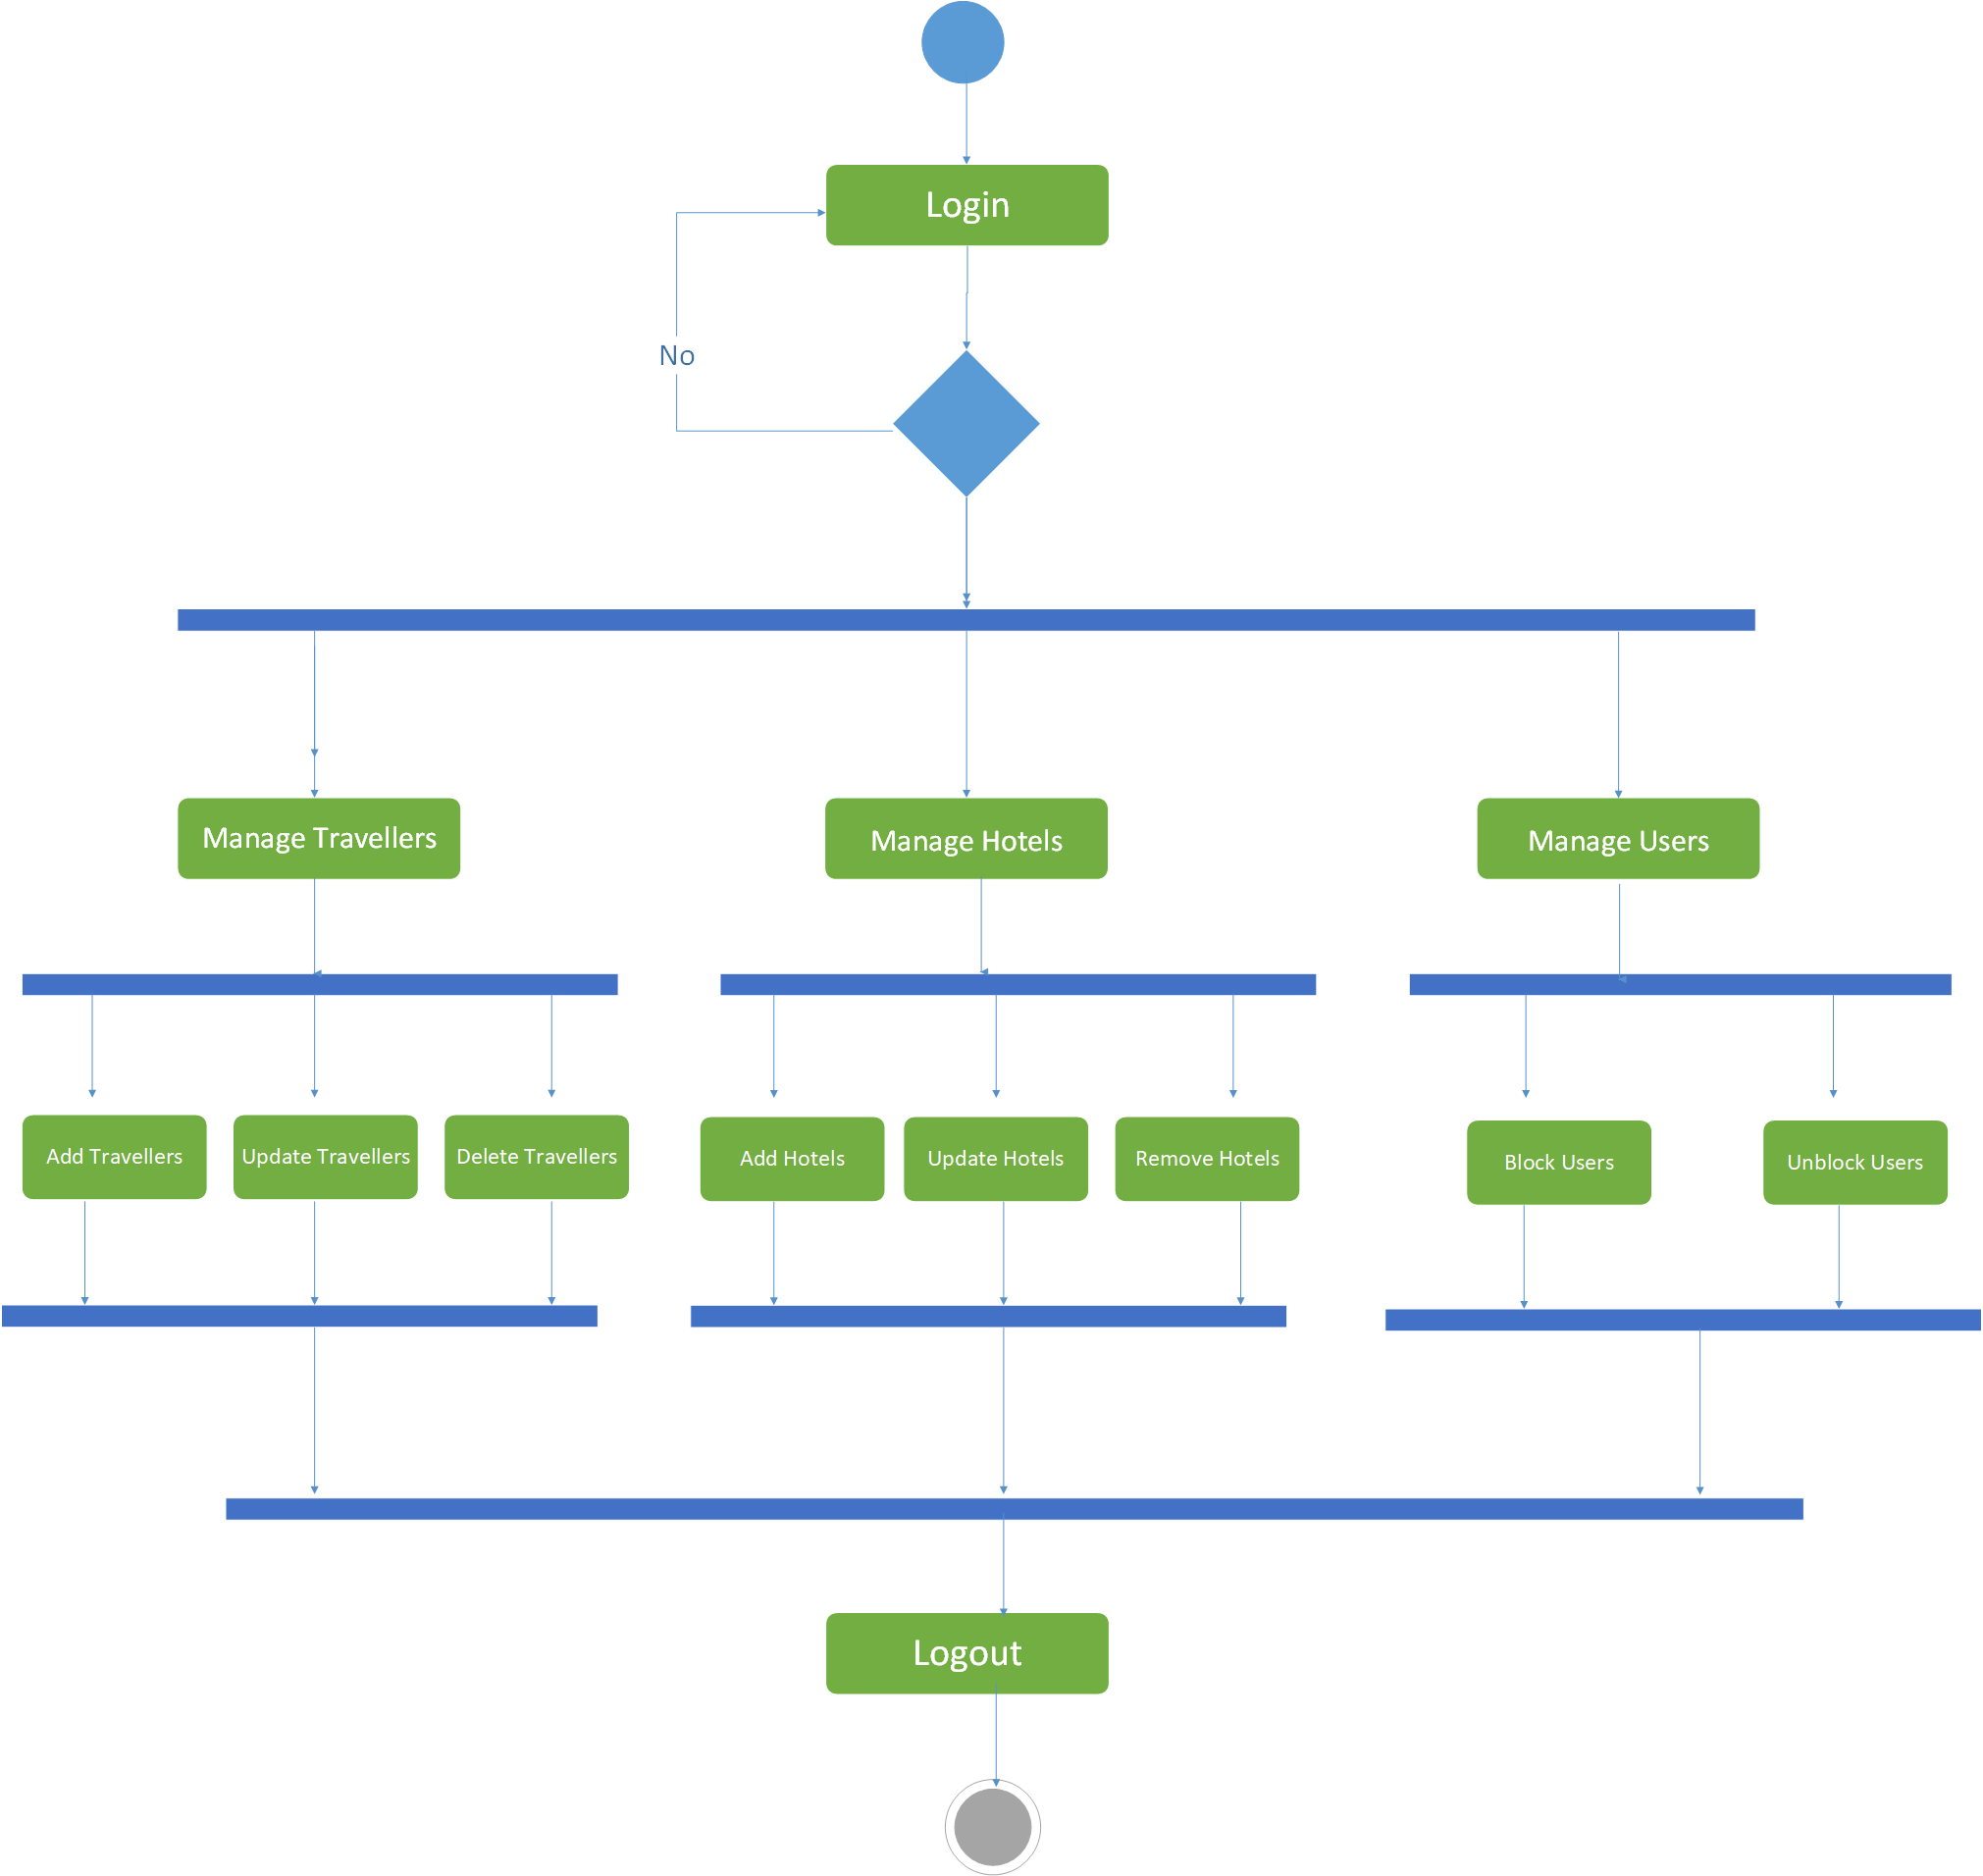 Login
No
Manage Travellers
Manage Hotels
Manage Users
Add Travellers
Update Travellers
Delete Travellers
Add Hotels
Update Hotels
Remove Hotels
Block Users
Unblock Users
Logout